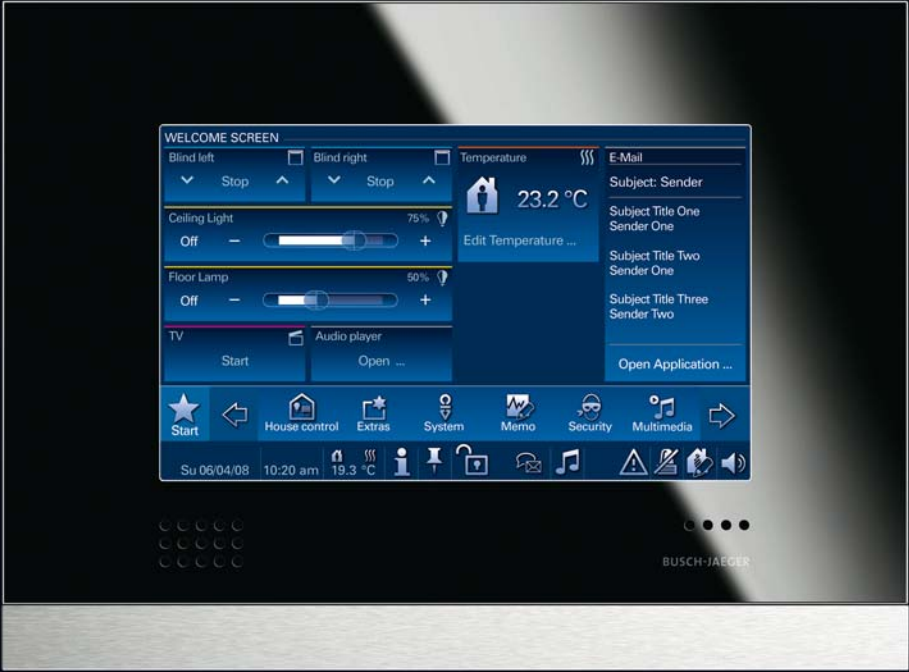 WELCOME SCREEN
Blind left
Blind right
Temperature
E-Mail
Stop
Stop
23.2 °C
Subject: Sender
Ceiling Light
75%
Off − +
Edit Temperature ...
Subject Title One
Sender One
Subject Title Two
Sender One
Floor Lamp
50%
Off − +
Subject Title Three
Sender Two
TV
Audio player
Start
Open ...
Open Application ...
Start
House control
Extras
System
Memo
Security
Multimedia
Su 06/04/08
10:20 am
19.3 °C
BUSCH-JAEGER